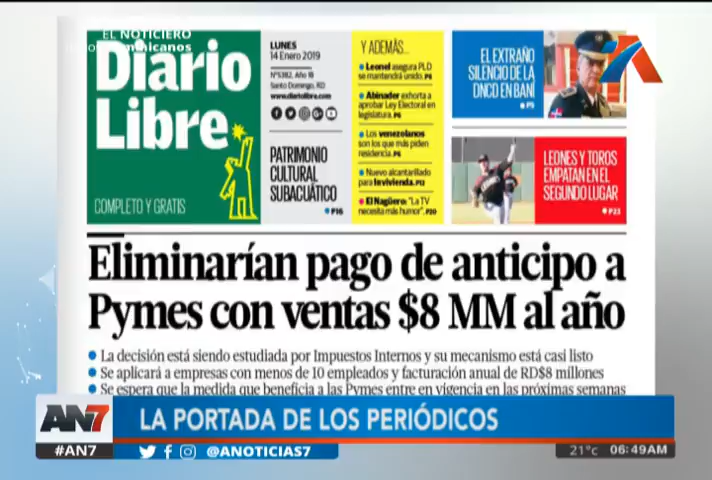 EL NOTICIERO
Diario
Libre
COMPLETO Y GRATIS
LUNES
14 Enero 2019
N°5382, Año 18
Santo Domingo, RD
www.diariolibre.com
PATRIMONIO
CULTURAL
SUBACUÁTICO
P16
Y ADEMÁS...
Leonel asegura PLD
se mantendrá unido. P8
Abinader exhorta a
aprobar Ley Electoral en
legislatura. P6
Los venezolanos
son los que más piden
residencia. P6
Nuevo alcantarillado
para Invivienda. P12
El Nagüero: "La TV
necesita más humor". P20
EL EXTRAÑO
SILENCIO DE LA
DNCD EN BANÍ
P5
LEONES Y TOROS
EMPATAN EN EL
SEGUNDO LUGAR
P23
Eliminarían pago de anticipo a
Pymes con ventas $8 MM al año
La decisión está siendo estudiada por Impuestos Internos y su mecanismo está casi listo
Se aplicará a empresas con menos de 10 empleados y facturación anual de RD$8 millones
Se espera que la medida que beneficia a las Pymes entre en vigencia en las próximas semanas
AN7
LA PORTADA DE LOS PERIÓDICOS
#AN7
@ANOTICIAS7
21°c
06:49AM